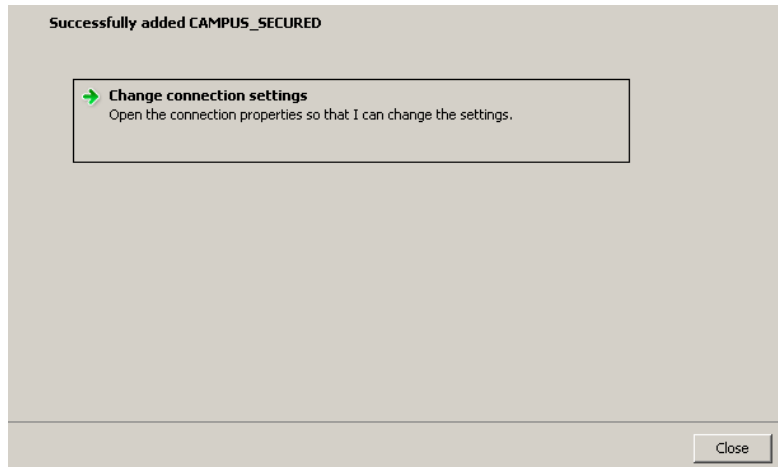 Successfully added CAMPUS_SECURED
Change connection settings
Open the connection properties so that I can change the settings.
Close